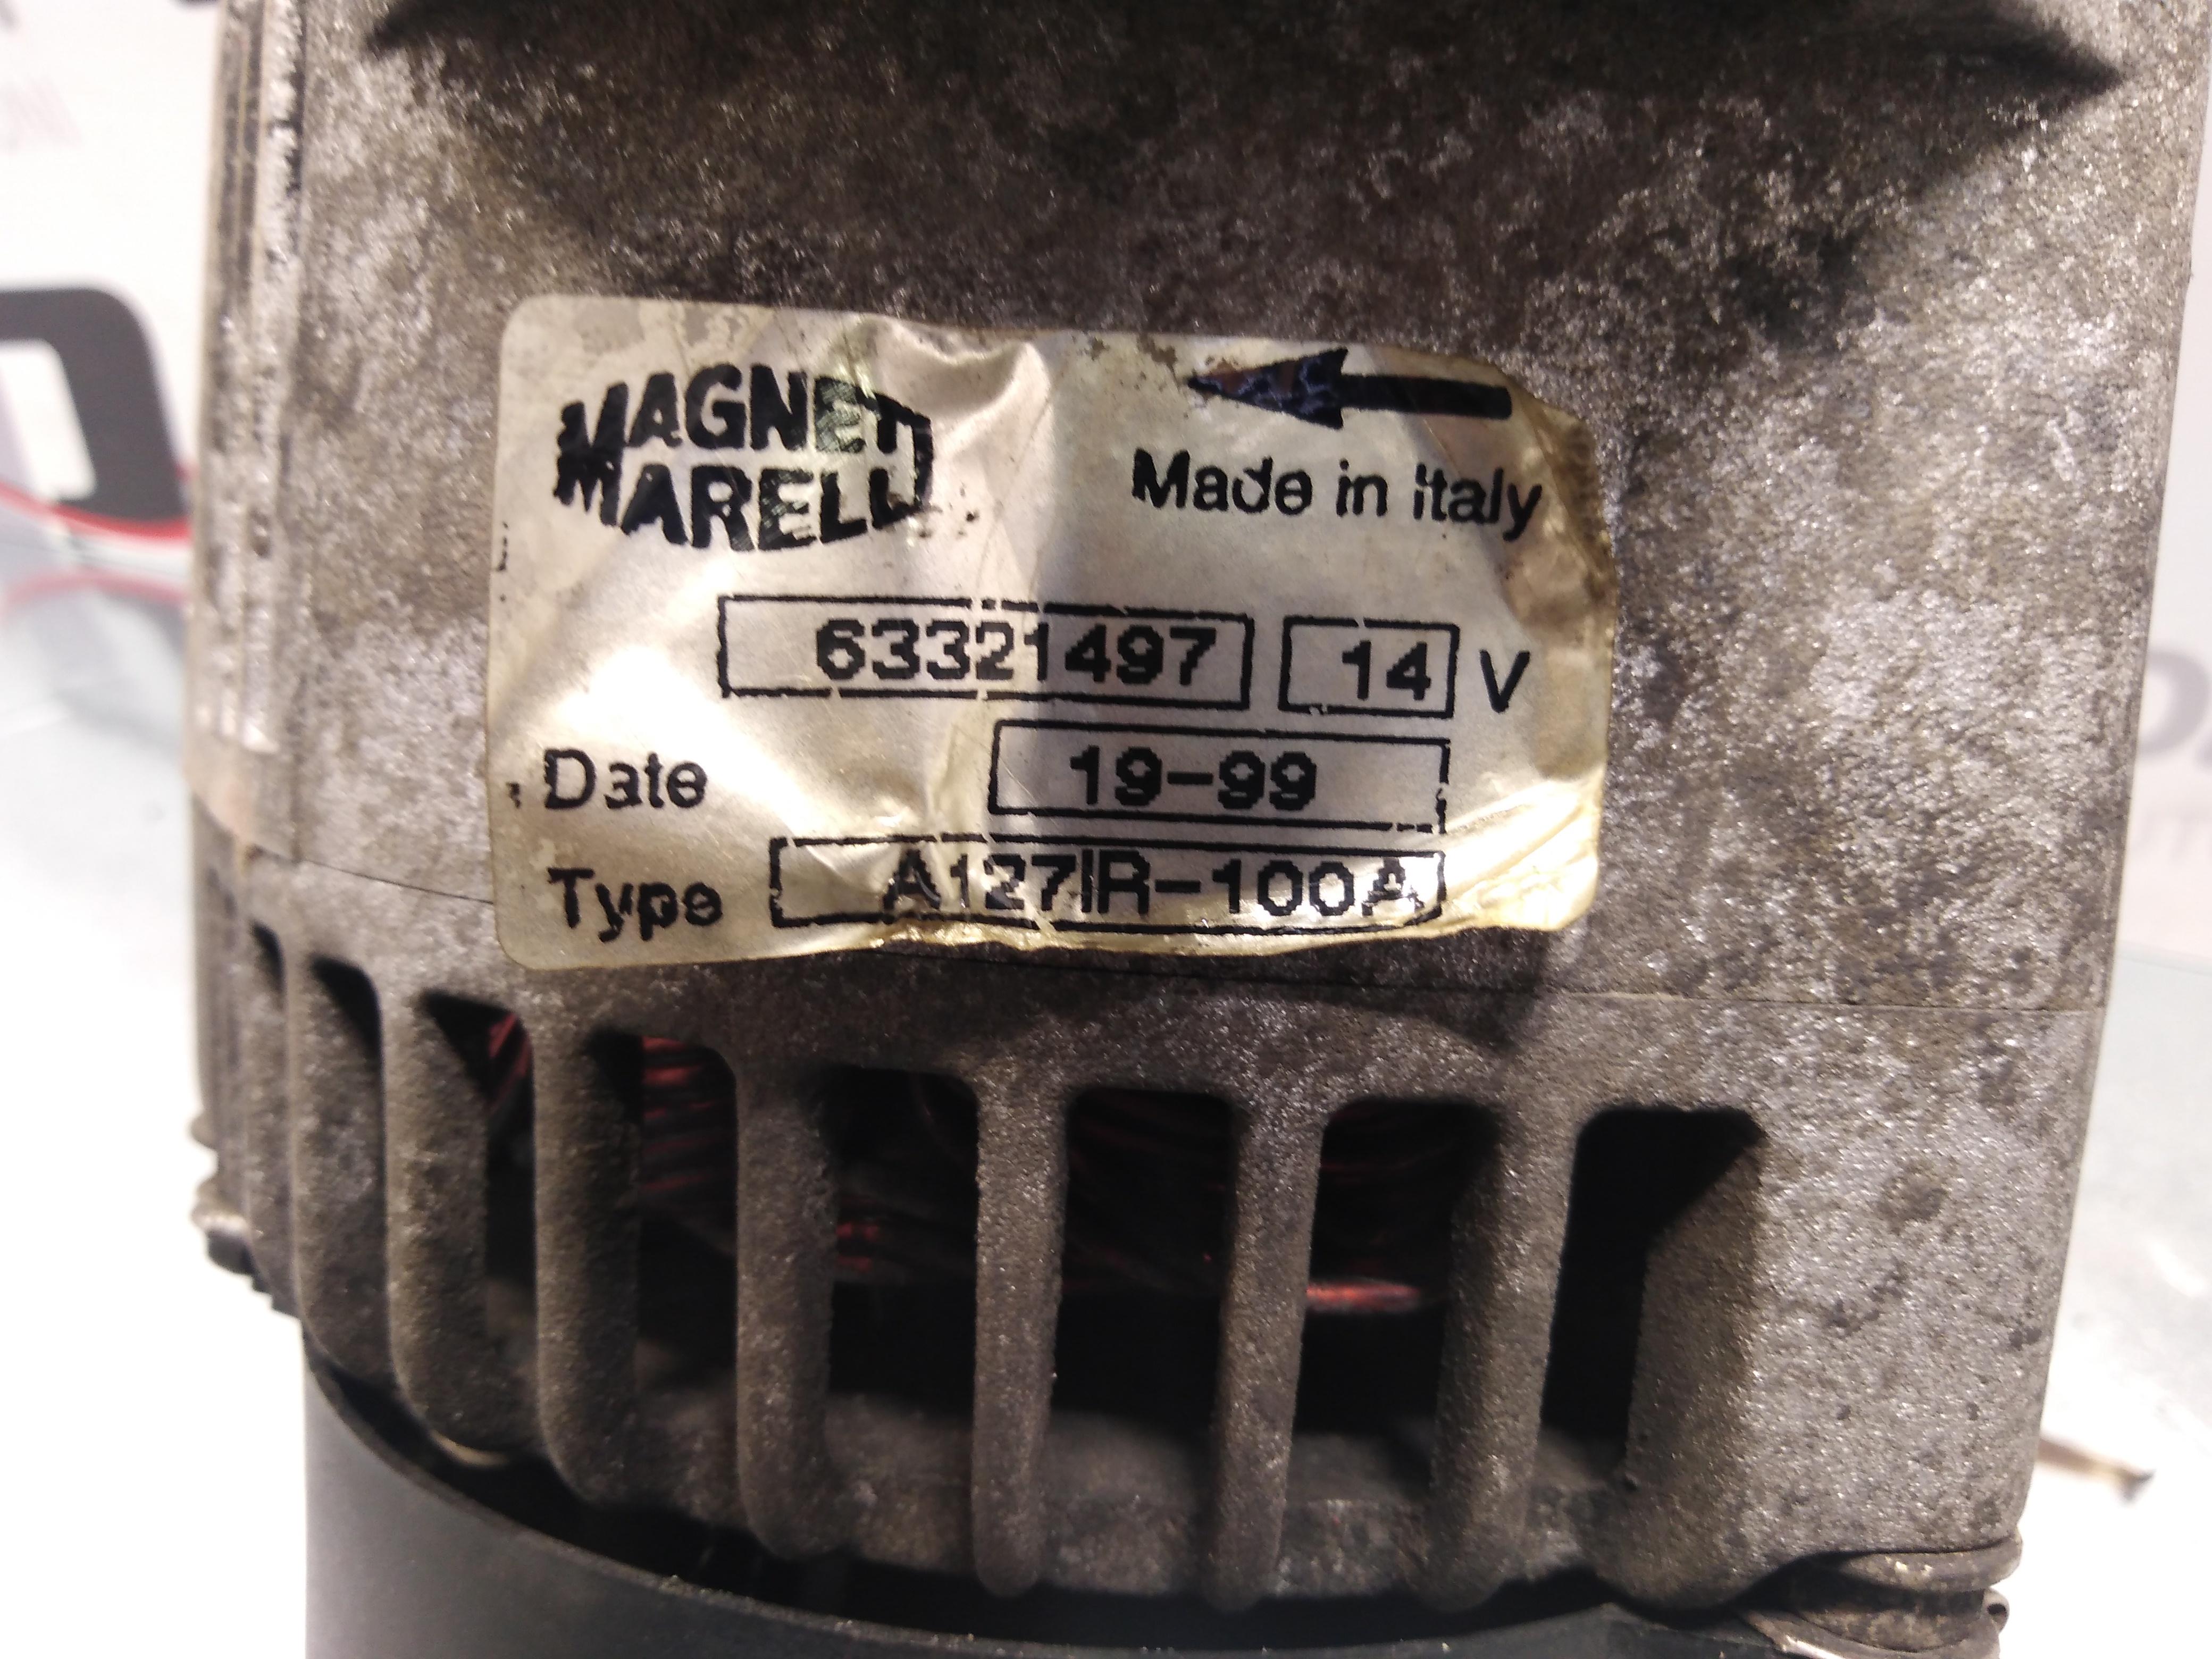 MAGNETI
MARELLI
Made in Italy
63321497 14 V
Date 19-99
Type A127IR-100A